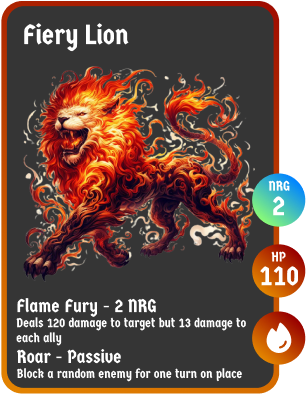 Fiery Lion
NRG
2
HP
110
Flame Fury - 2 NRG
Deals 120 damage to target but 13 damage to
each ally
Roar - Passive
Block a random enemy for one turn on place